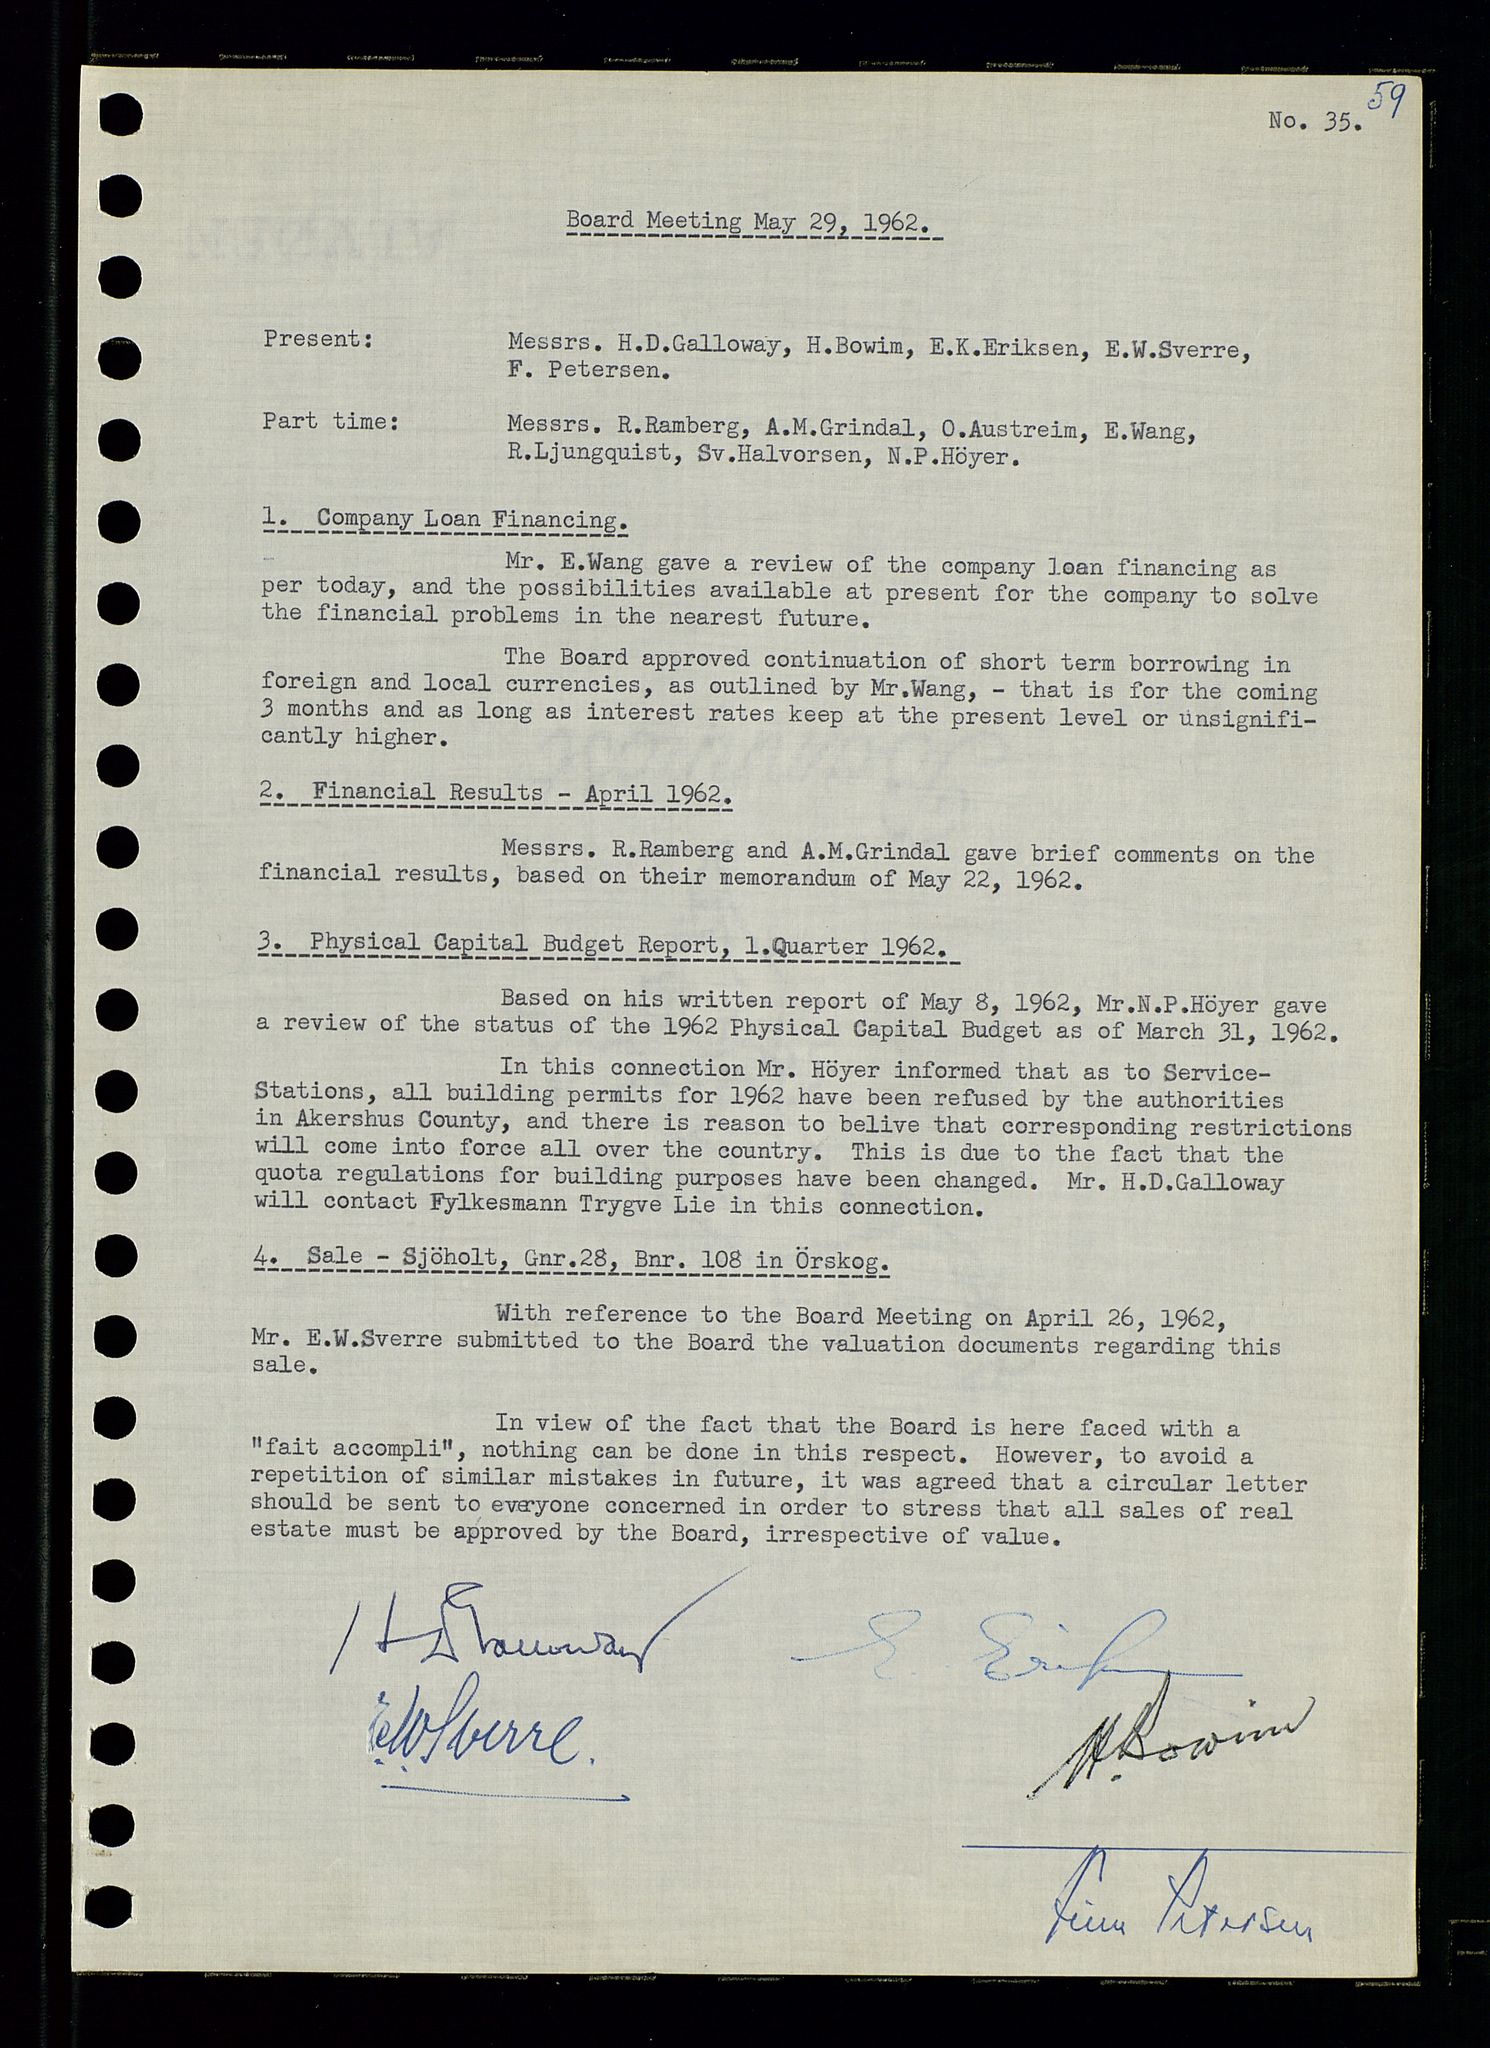 59
No. 35.
Board Meeting May 29, 1962.
Present: Messrs. H.D.Galloway, H.Bowim, E.K.Eriksen, E.W.Sverre,
F. Petersen.
Part time: Messrs. R.Ramberg, A.M.Grindal, O.Austreim, E.Wang,
R.Ljungquist, Sv.Halvorsen, N.P.Höyer.
1. Company Loan Financing.
Mr. E.Wang gave a review of the company loan financing as
per today, and the possibilities available at present for the company to solve
the financial problems in the nearest future.
The Board approved continuation of short term borrowing in
foreign and local currencies, as outlined by Mr.Wang, - that is for the coming
3 months and as long as interest rates keep at the present level or unsignifi-
cantly higher.
2. Financial Results - April 1962.
Messrs. R.Ramberg and A.M.Grindal gave brief comments on the
financial results, based on their memorandum of May 22, 1962.
3. Physical Capital Budget Report, 1.Quarter 1962.
Based on his written report of May 8, 1962, Mr.N.P.Höyer gave
a review of the status of the 1962 Physical Capital Budget as of March 31, 1962.
In this connection Mr. Höyer informed that as to Service-
Stations, all building permits for 1962 have been refused by the authorities
in Akershus County, and there is reason to belive that corresponding restrictions
will come into force all over the country. This is due to the fact that the
quota regulations for building purposes have been changed. Mr. H.D.Galloway
will contact Fylkesmann Trygve Lie in this connection.
4. Sale - Sjöholt, Gnr.28, Bnr. 108 in Örskog.
With reference to the Board Meeting on April 26, 1962,
Mr. E.W.Sverre submitted to the Board the valuation documents regarding this
sale.
In view of the fact that the Board is here faced with a
"fait accompli", nothing can be done in this respect. However, to avoid a
repetition of similar mistakes in future, it was agreed that a circular letter
should be sent to everyone concerned in order to stress that all sales of real
estate must be approved by the Board, irrespective of value.
H D Galloway
E. Eriksen
E.W.Sverre.
H. Bowim
Finn Petersen